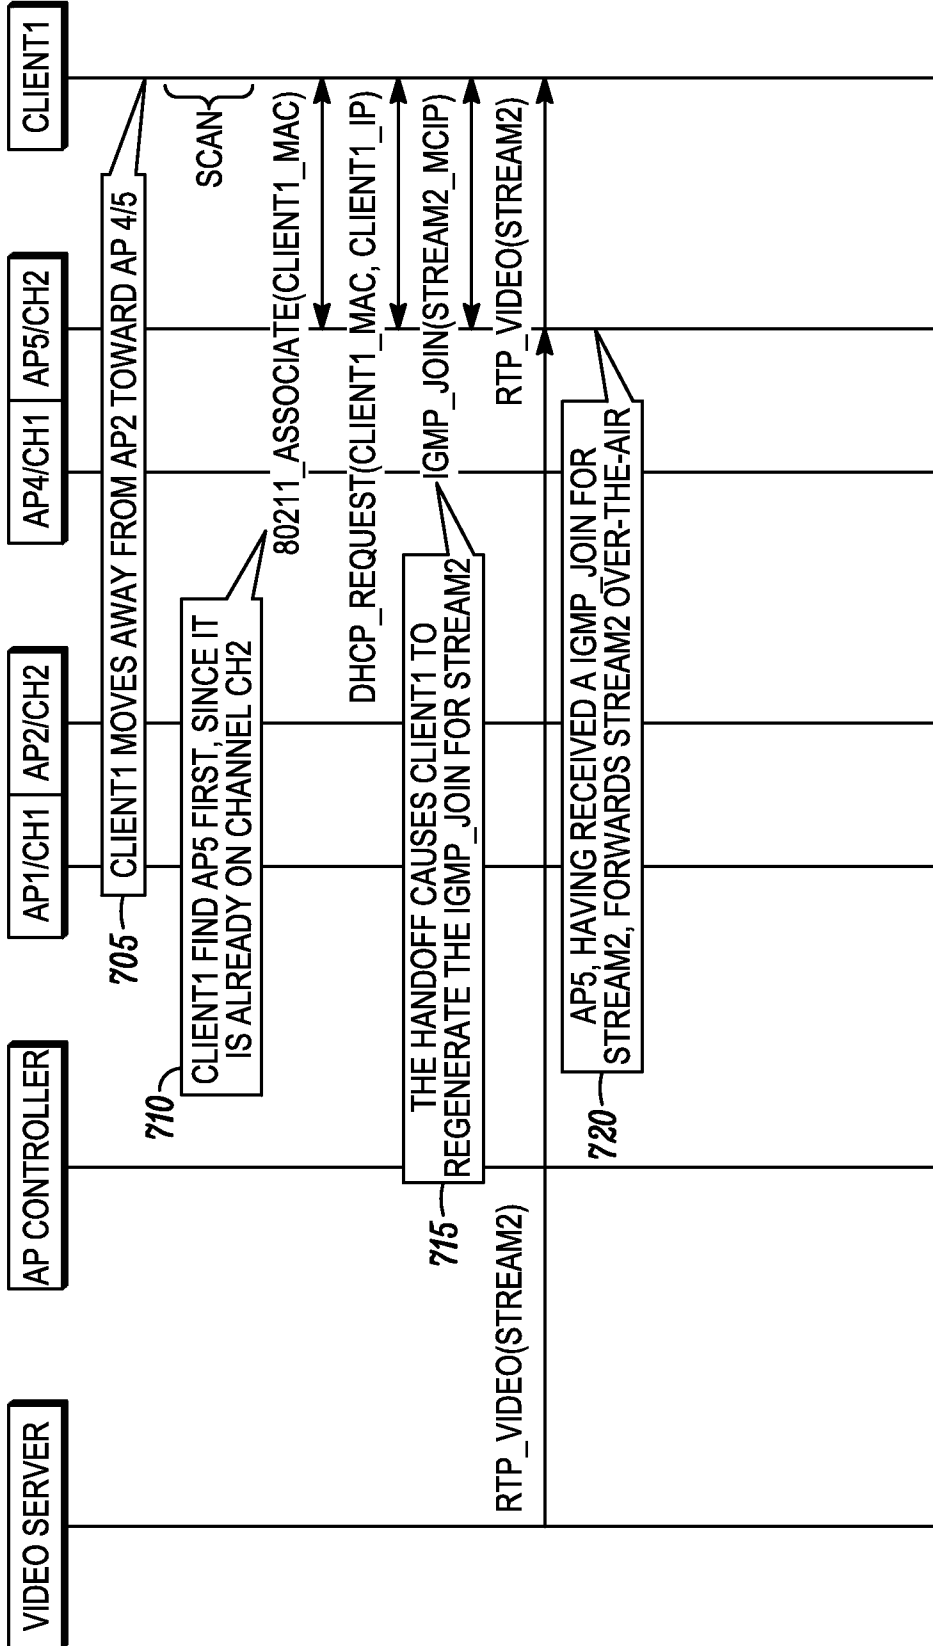 VIDEO SERVER
AP CONTROLLER
AP1/CH1
AP2/CH2
AP4/CH1
AP5/CH2
CLIENT1
705
CLIENT1 MOVES AWAY FROM AP2 TOWARD AP 4/5
SCAN
710
CLIENT1 FIND AP5 FIRST, SINCE IT
IS ALREADY ON CHANNEL CH2
80211_ASSOCIATE(CLIENT1_MAC)
DHCP_REQUEST(CLIENT1_MAC, CLIENT1_IP)
715
THE HANDOFF CAUSES CLIENT1 TO
REGENERATE THE IGMP_JOIN FOR STREAM2
IGMP_JOIN(STREAM2_MCIP)
RTP_VIDEO(STREAM2)
RTP_VIDEO(STREAM2)
720
AP5, HAVING RECEIVED A IGMP_JOIN FOR
STREAM2, FORWARDS STREAM2 OVER-THE-AIR